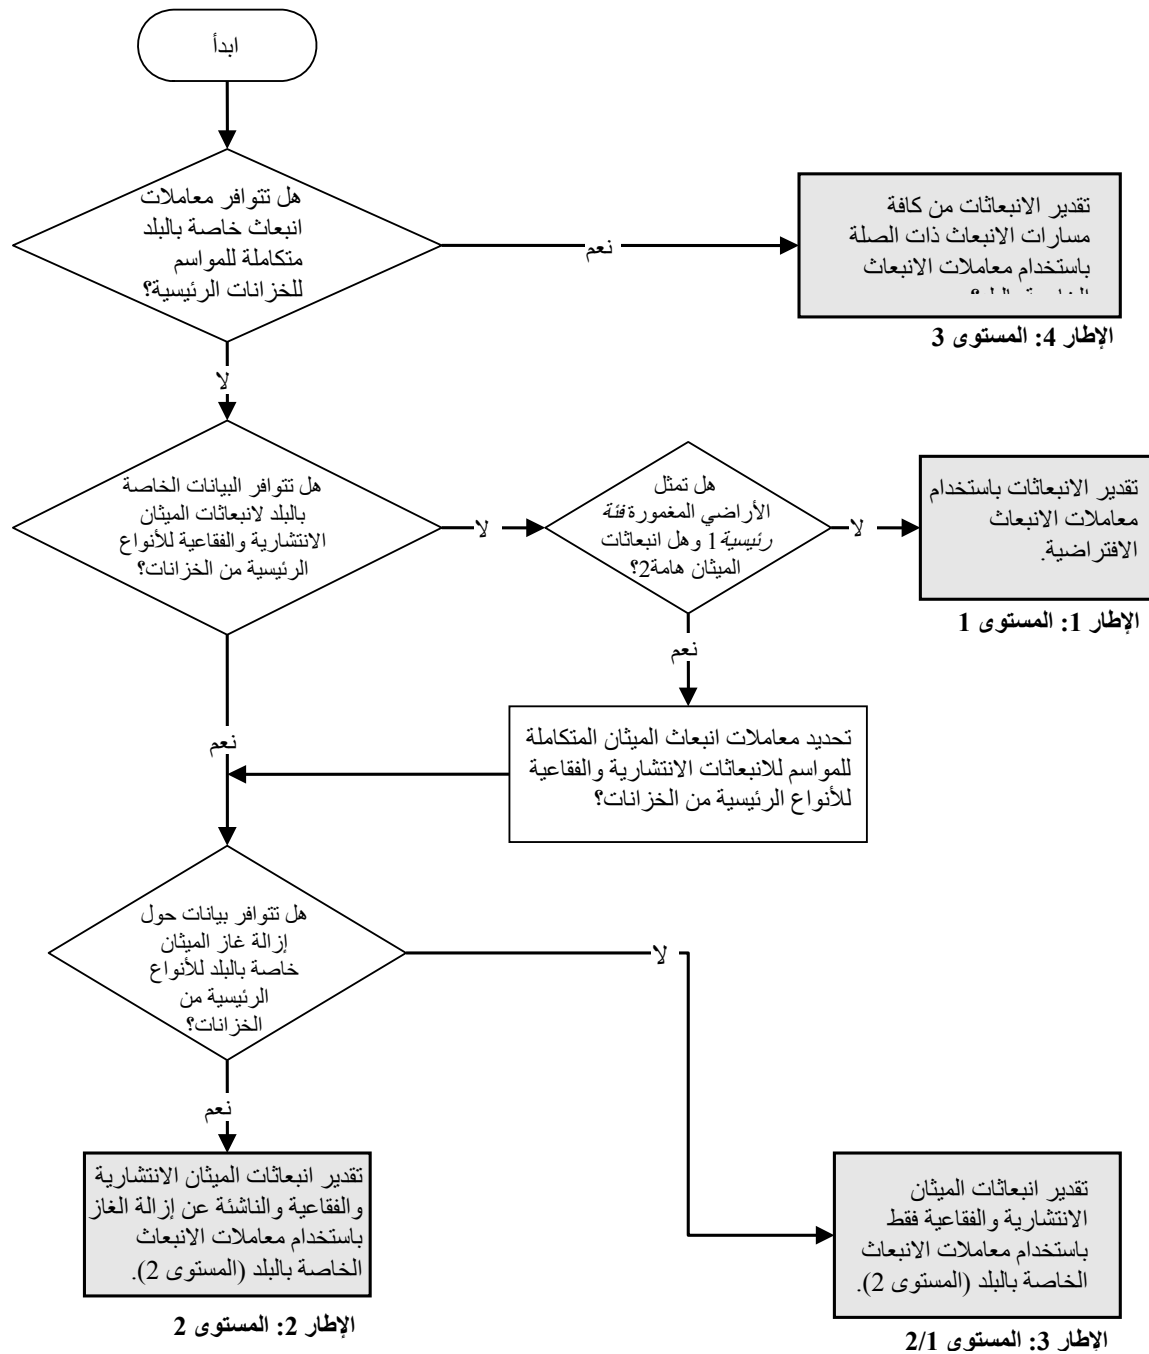 ابدأ
هل تتوافر معاملات
انبعاث خاصة بالبلد
متكاملة للمواسم
للخزانات الرئيسية؟
نعم
تقدير الانبعاثات من كافة
مسارات الانبعاث ذات الصلة
باستخدام معاملات الانبعاث
الإطار 4: المستوى 3
لا
هل تتوافر البيانات الخاصة
بالبلد لانبعاثات الميثان
الانتشارية والفقاعية للأنواع
الرئيسية من الخزانات؟
لا
هل تمثل
الأراضي المغمورة فئة
رئيسية1 وهل انبعاثات
الميثان هامة2؟
لا
تقدير الانبعاثات باستخدام
معاملات الانبعاث
الافتراضية.
الإطار 1: المستوى 1
نعم
تحديد معاملات انبعاث الميثان المتكاملة
للمواسم للانبعاثات الانتشارية والفقاعية
للأنواع الرئيسية من الخزانات؟
نعم
هل تتوافر بيانات حول
إزالة غاز الميثان
خاصة بالبلد للأنواع
الرئيسية من
الخزانات؟
لا
نعم
تقدير انبعاثات الميثان الانتشارية
والفقاعية والناشئة عن إزالة الغاز
باستخدام معاملات الانبعاث
الخاصة بالبلد (المستوى 2).
الإطار 2: المستوى 2
تقدير انبعاثات الميثان
الانتشارية والفقاعية فقط
باستخدام معاملات الانبعاث
الخاصة بالبلد (المستوى 2).
الإطار 3: المستوى 2/1